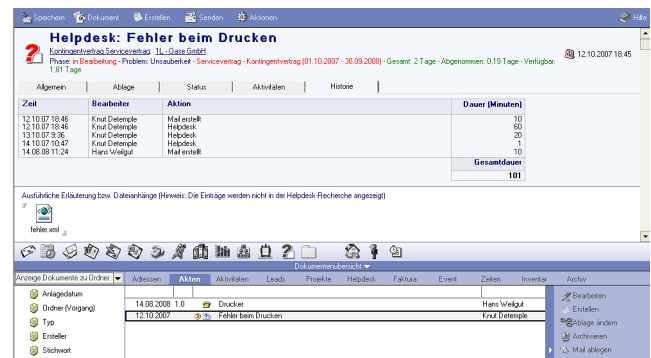 Speichern Dokument Erstellen Senden Aktionen Hilfe
Helpdesk: Fehler beim Drucken
Kontingentvertrag Servicevertrag: 1L - Oase GmbH
12.10.2007 18:45
Phase: in Bearbeitung - Problem: Unsauberkeit - Servicevertrag - Kontingentvertrag (01.10.2007 - 30.09.2008) - Gesamt: 2 Tage - Abgenommen: 0,19 Tage - Verfügbar:
1,81 Tage
Allgemein Ablage Status Aktivitäten Historie
Zeit Bearbeiter Aktion Dauer (Minuten)
12.10.07 18:46 Knut Detemple Mail erstellt 10
12.10.07 18:46 Knut Detemple Helpdesk 60
13.10.07 9:36 Knut Detemple Helpdesk 20
14.10.07 10:47 Knut Detemple Helpdesk 1
14.08.08 11:24 Hans Weilgut Mail erstellt 10
Gesamtdauer
101
Ausführliche Erläuterung bzw. Dateianhänge (Hinweis: Die Einträge werden nicht in der Helpdesk-Recherche angezeigt)
fehler.xml
Dokumentenübersicht
Anzeige Dokumente zu Ordner Adressen Akten Aktivitäten Leads Projekte Helpdesk Faktura Event Zeiten Inventar Archiv
Anlagedatum
Ordner (Vorgang)
Typ
Ersteller
Stichwort
14.08.2008 1.0 Drucker Hans Weilgut
12.10.2007 Fehler beim Drucken Knut Detemple
Bearbeiten
Erstellen
Ablage ändern
Archivieren
Mail ablegen